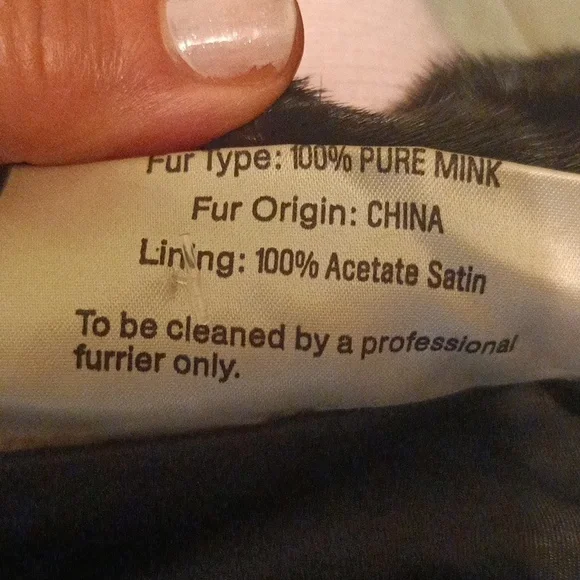 Fur Type: 100% PURE MINK
Fur Origin: CHINA
Lining: 100% Acetate Satin
To be cleaned by a professional
furrier only.